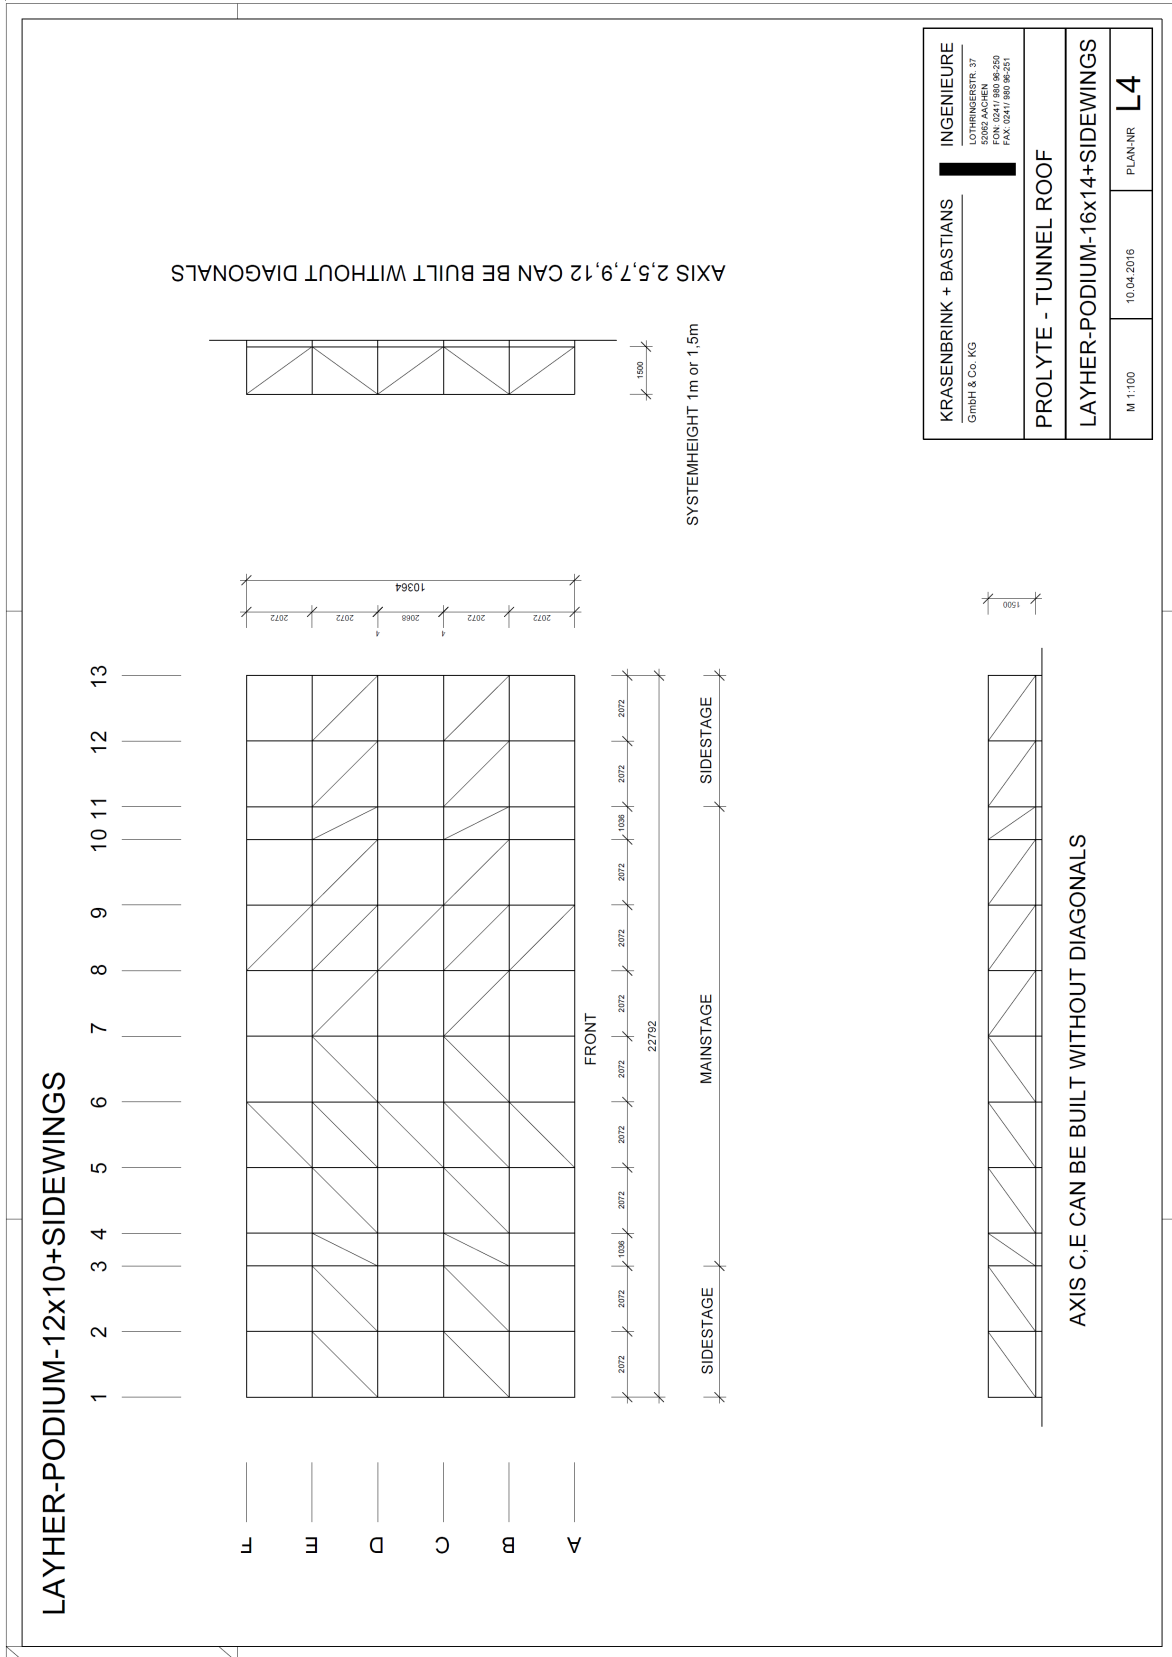 LAYHER-PODIUM-12x10+SIDEWINGS
1 2 3 4 5 6 7 8 9 10 11 12 13
F
E
D
C
B
A
2072
2072
2068
2072
2072
4
4
10364
FRONT
2072 2072 1036 2072 2072 2072 2072 2072 2072 1036 2072 2072
22792
SIDESTAGE MAINSTAGE SIDESTAGE
AXIS 2,5,7,9,12 CAN BE BUILT WITHOUT DIAGONALS
1500
SYSTEMHEIGHT 1m or 1,5m
1500
AXIS C,E CAN BE BUILT WITHOUT DIAGONALS
KRASENBRINK + BASTIANS
GmbH & Co. KG
INGENIEURE
LOTHRINGERSTR. 37
52062 AACHEN
FON: 0241/ 980 96-250
FAX: 0241/ 980 96-251
PROLYTE - TUNNEL ROOF
LAYHER-PODIUM-16x14+SIDEWINGS
M 1:100 10.04.2016 PLAN-NR L4